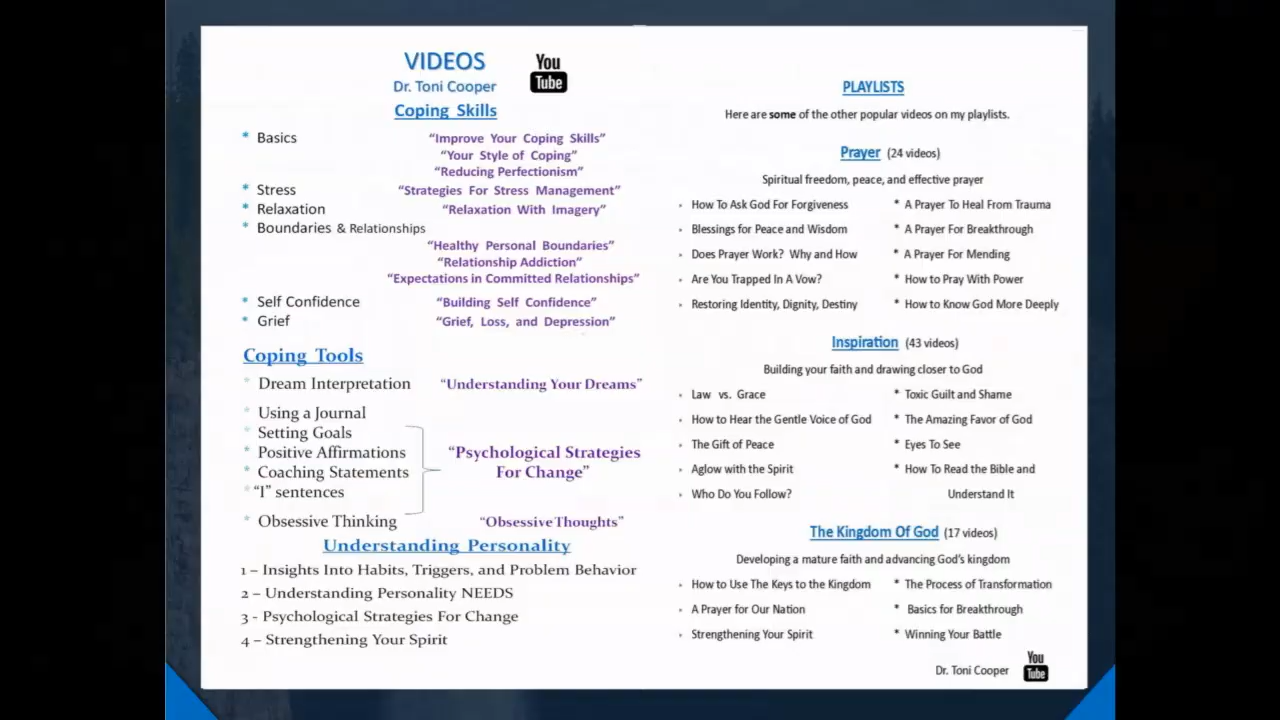 VIDEOS
You
Tube
Dr. Toni Cooper
Coping Skills
* Basics "Improve Your Coping Skills"
"Your Style of Coping"
"Reducing Perfectionism"
* Stress "Strategies For Stress Management"
* Relaxation "Relaxation With Imagery"
* Boundaries & Relationships
"Healthy Personal Boundaries"
"Relationship Addiction"
"Expectations in Committed Relationships"
* Self Confidence "Building Self Confidence"
* Grief "Grief, Loss, and Depression"
Coping Tools
* Dream Interpretation "Understanding Your Dreams"
* Using a Journal
* Setting Goals
* Positive Affirmations "Psychological Strategies
* Coaching Statements For Change"
* "I" sentences
* Obsessive Thinking "Obsessive Thoughts"
Understanding Personality
1 – Insights Into Habits, Triggers, and Problem Behavior
2 – Understanding Personality NEEDS
3 - Psychological Strategies For Change
4 – Strengthening Your Spirit
PLAYLISTS
Here are some of the other popular videos on my playlists.
Prayer (24 videos)
Spiritual freedom, peace, and effective prayer
• How To Ask God For Forgiveness * A Prayer To Heal From Trauma
• Blessings for Peace and Wisdom * A Prayer For Breakthrough
• Does Prayer Work? Why and How * A Prayer For Mending
• Are You Trapped In A Vow? * How to Pray With Power
• Restoring Identity, Dignity, Destiny * How to Know God More Deeply
Inspiration (43 videos)
Building your faith and drawing closer to God
• Law vs. Grace * Toxic Guilt and Shame
• How to Hear the Gentle Voice of God * The Amazing Favor of God
• The Gift of Peace * Eyes To See
• Aglow with the Spirit * How To Read the Bible and
• Who Do You Follow? Understand It
The Kingdom Of God (17 videos)
Developing a mature faith and advancing God's kingdom
• How to Use The Keys to the Kingdom * The Process of Transformation
• A Prayer for Our Nation * Basics for Breakthrough
• Strengthening Your Spirit * Winning Your Battle
Dr. Toni Cooper
You
Tube